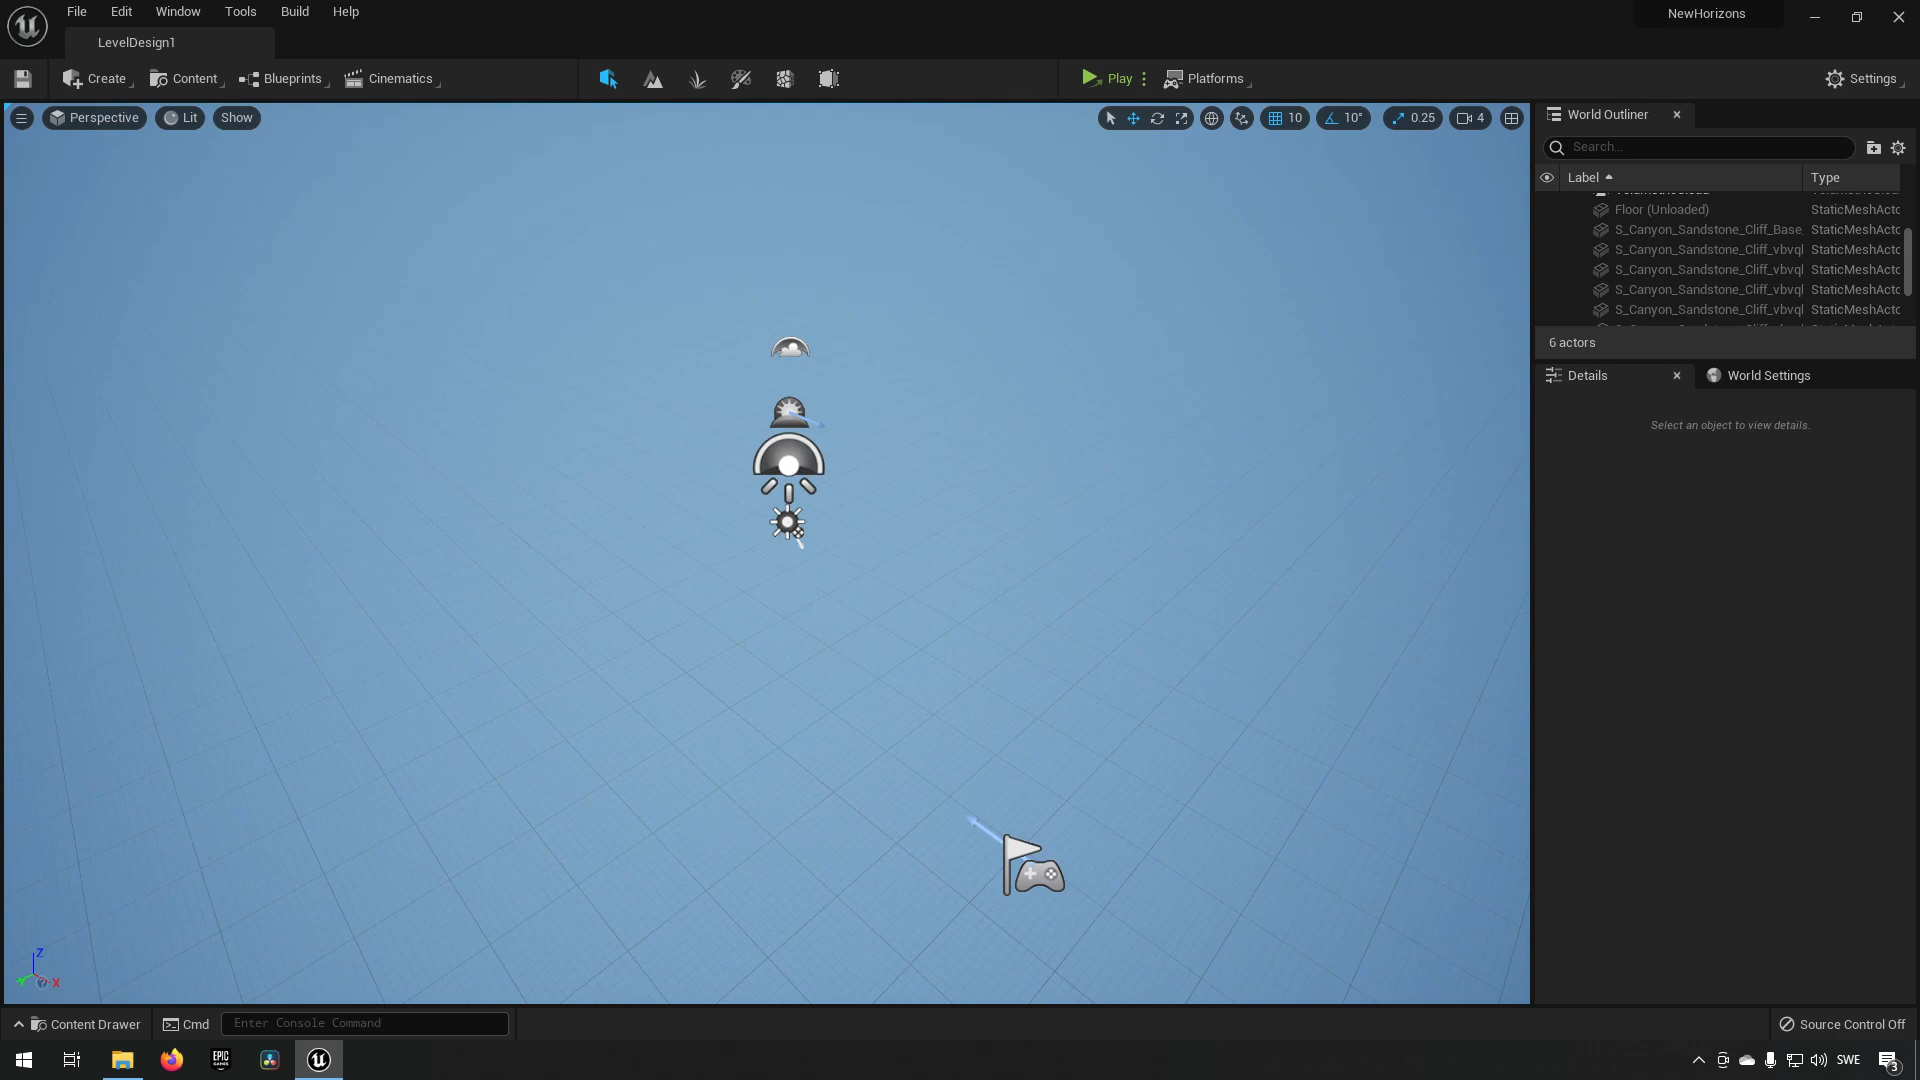 File Edit Window Tools Build Help
NewHorizons
LevelDesign1
Create Content Blueprints Cinematics Play Platforms Settings
Perspective Lit Show 10 10° 0.25 4
World Outliner
Search...
Label Type
Floor (Unloaded) StaticMeshActo
S_Canyon_Sandstone_Cliff_Base_ StaticMeshActo
S_Canyon_Sandstone_Cliff_vbvql StaticMeshActo
S_Canyon_Sandstone_Cliff_vbvql StaticMeshActo
S_Canyon_Sandstone_Cliff_vbvql StaticMeshActo
S_Canyon_Sandstone_Cliff_vbvql StaticMeshActo
6 actors
Details World Settings
Select an object to view details.
Z
X
Content Drawer Cmd Enter Console Command Source Control Off
EPIC
GAMES
SWE
3